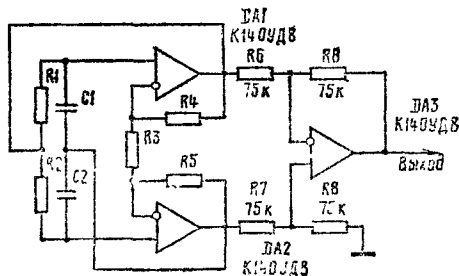 DA1
К140УД8
R6
R8
75к
75к
R1
C1
R4
DA3
К140УД8
R3
Выход
R2
C2
R5
R7
R8
75к
75к
DA2
К140УД8